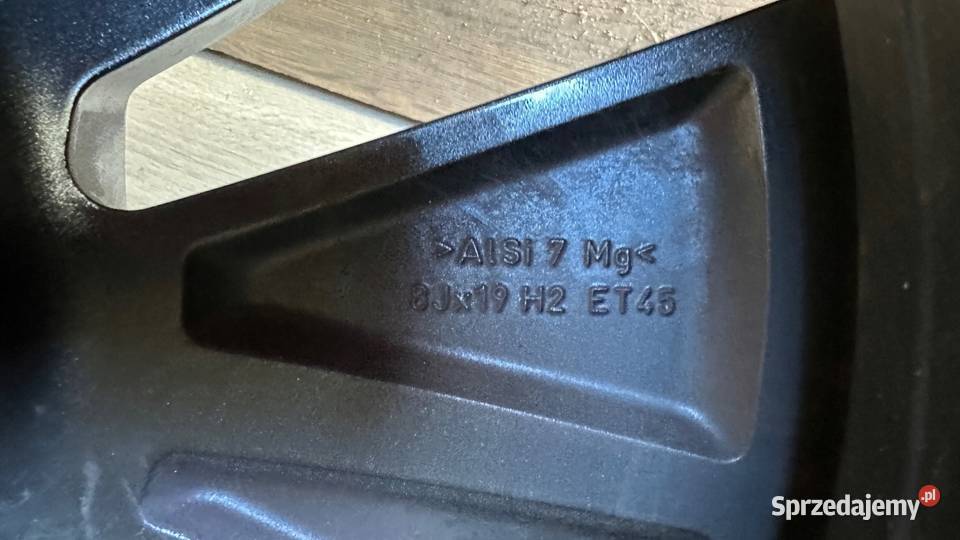 >AlSi 7 Mg<
8Jx19 H2 ET45
Sprzedajemy.pl